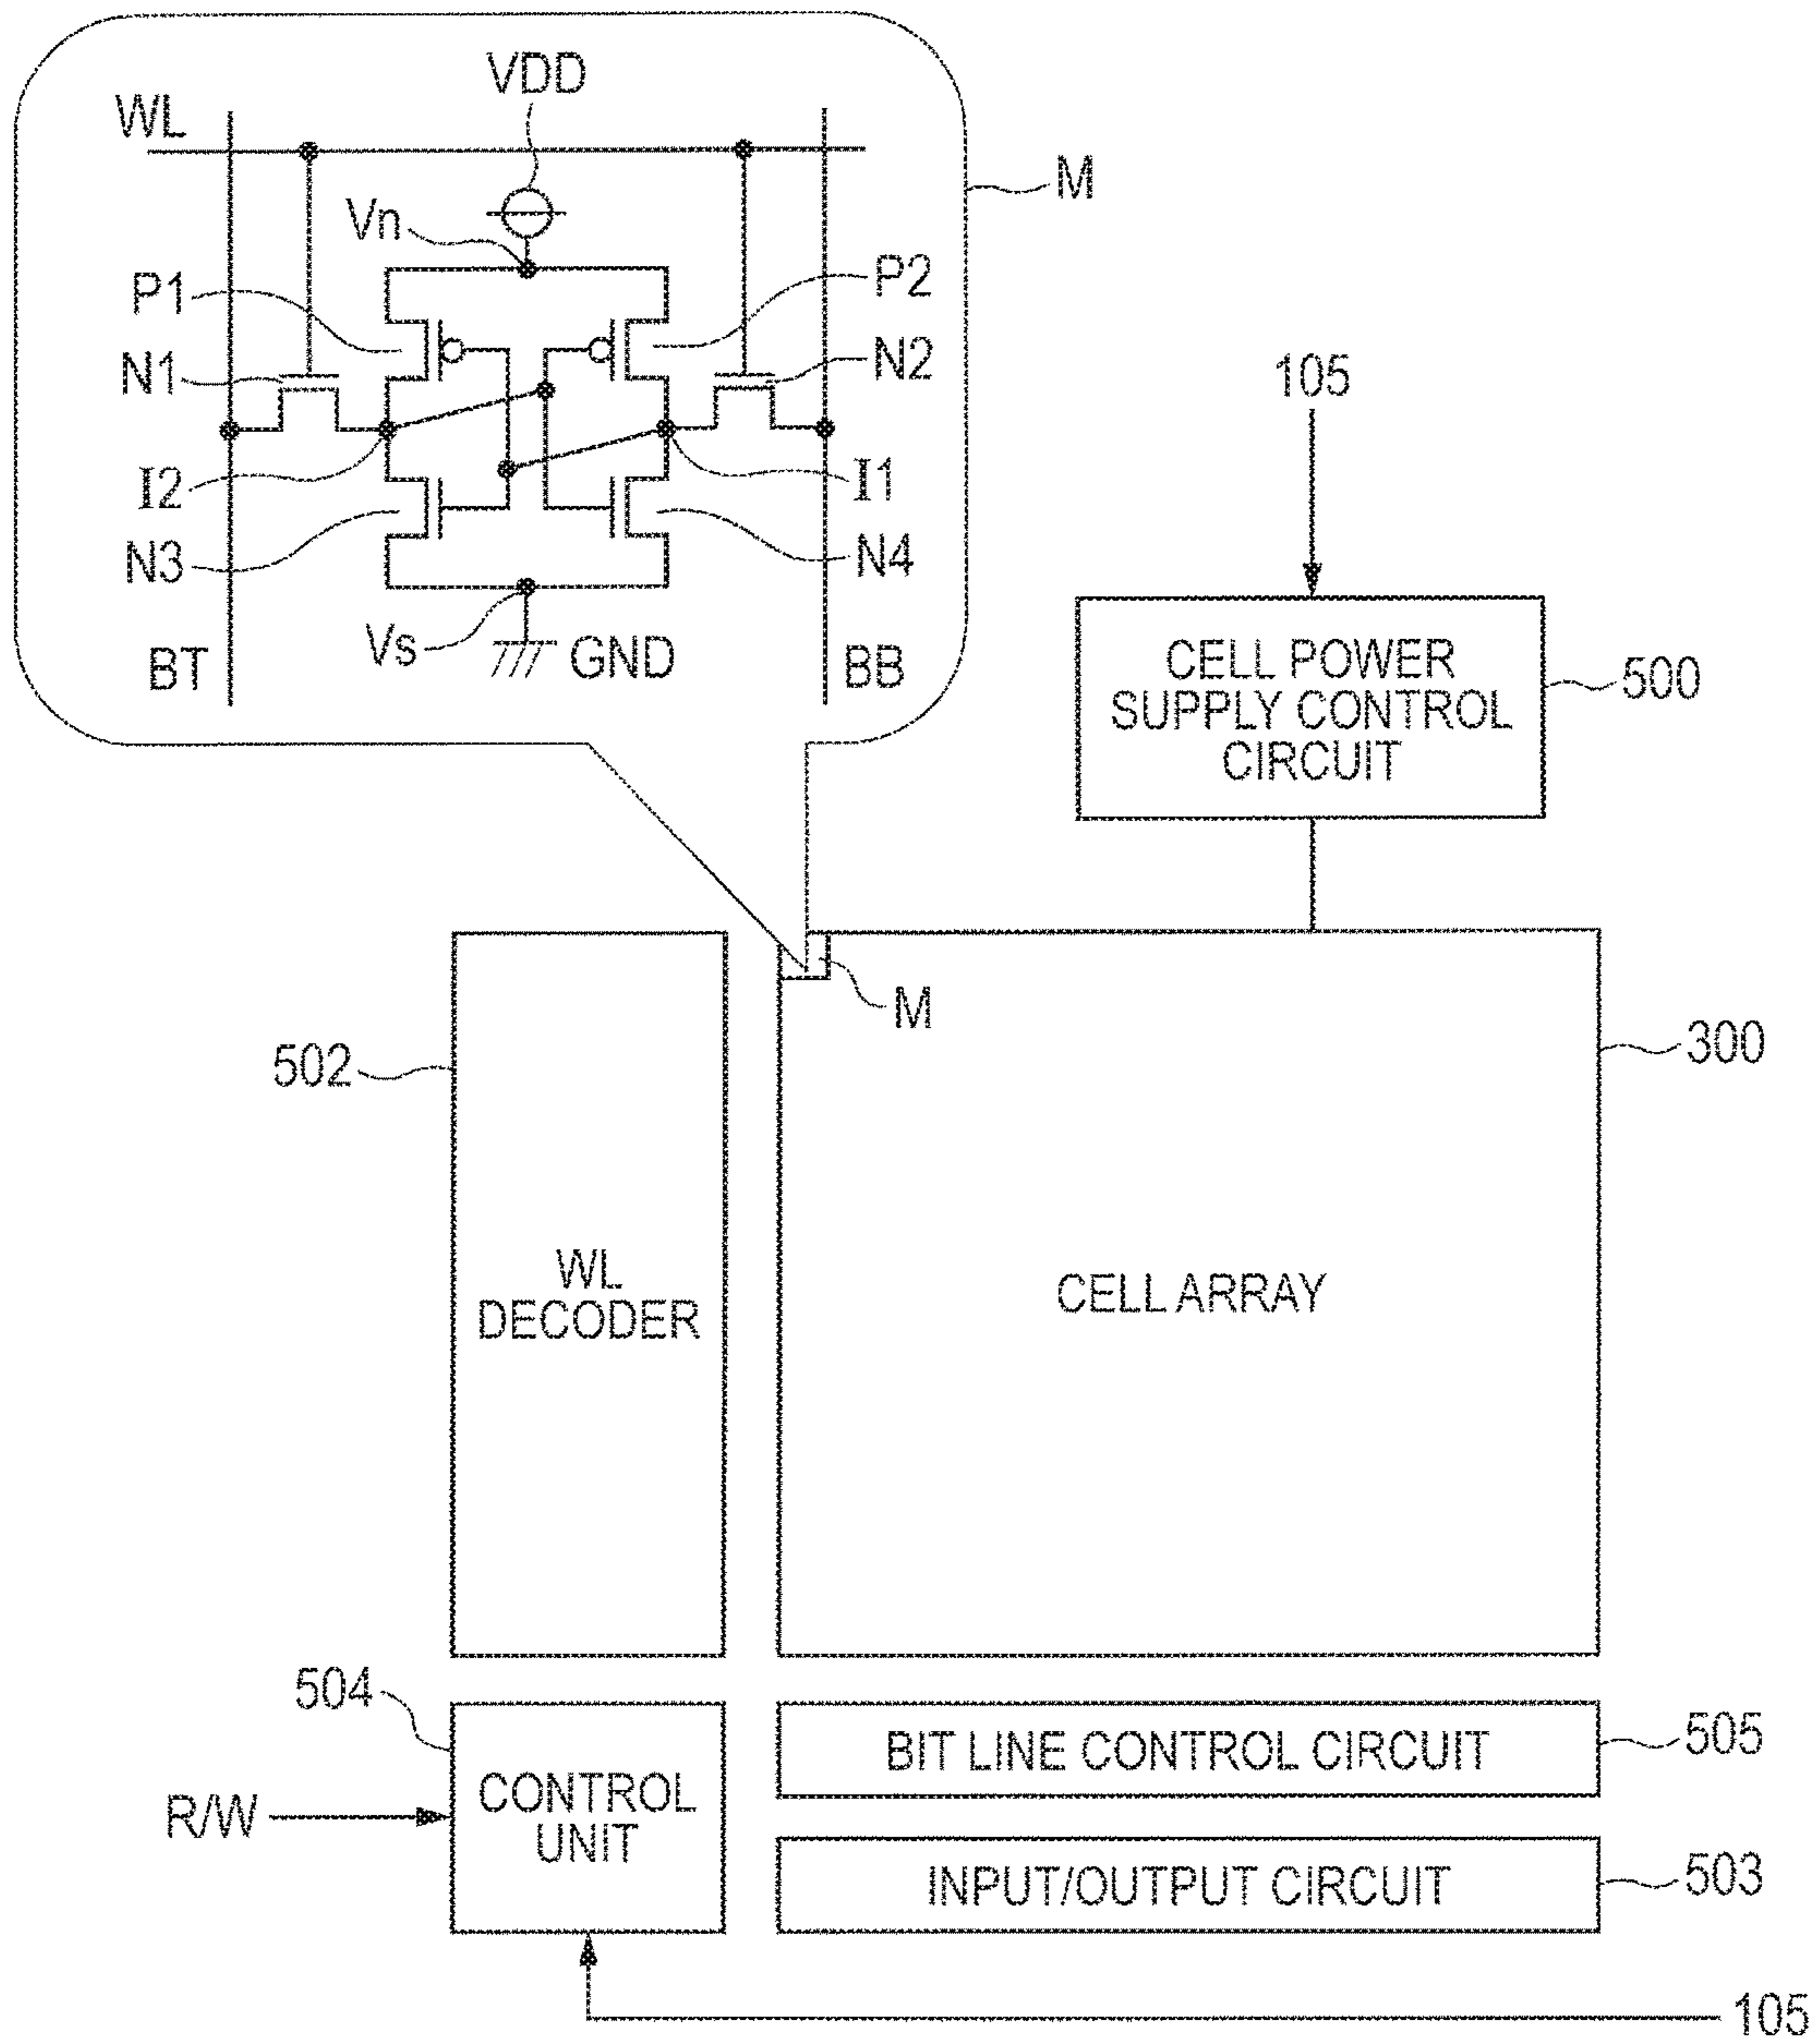 VDD
WL
M
Vn
P1
P2
N1
N2
105
I2
I1
N3
N4
Vs
GND
BT
BB
CELL POWER
SUPPLY CONTROL
CIRCUIT
500
M
502
300
WL
DECODER
CELL ARRAY
504
BIT LINE CONTROL CIRCUIT
505
R/W
CONTROL
UNIT
INPUT/OUTPUT CIRCUIT
503
105